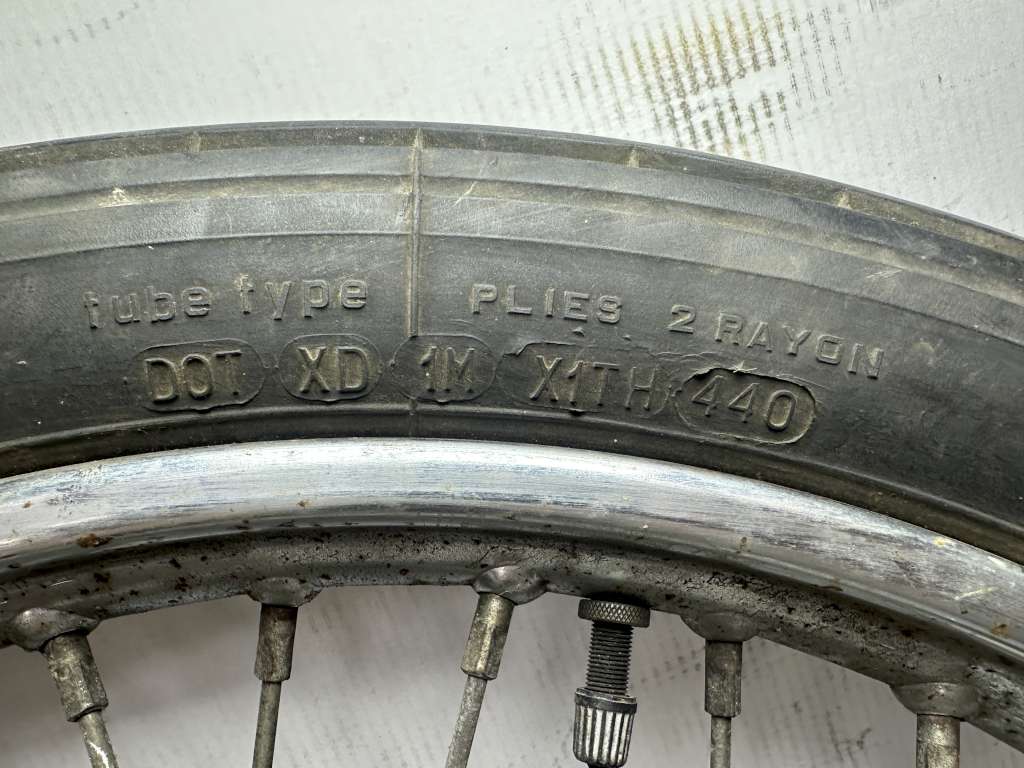 tube type PLIES 2 RAYON
DOT XD 1M X1TH 440